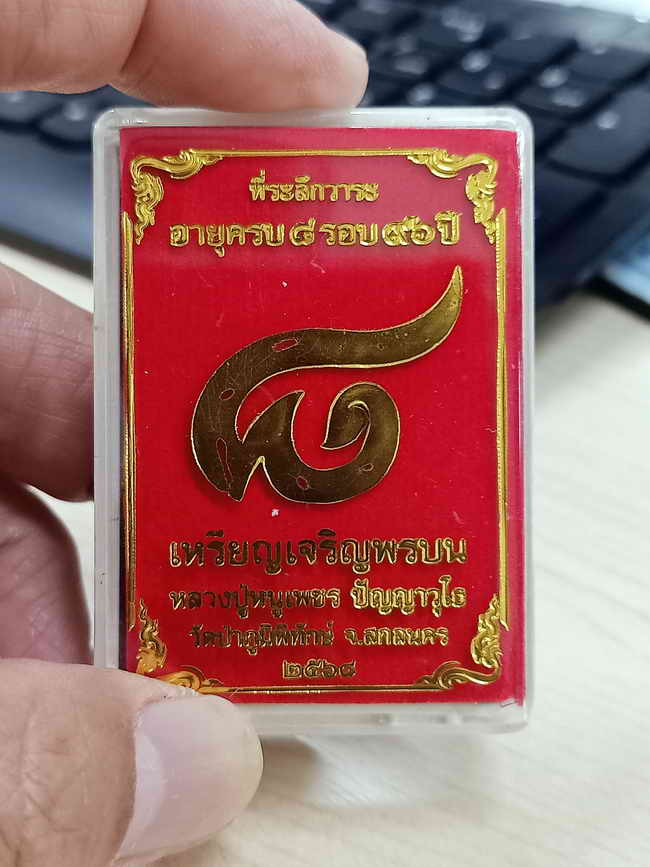 ที่ระลึกวาระ
อายุครบ ๘ รอบ ๙๖ ปี
๘
เหรียญเจริญพรบน
หลวงปู่หนูเพชร ปัญญาวุโธ
วัดป่าภูมิพิทักษ์ จ.สกลนคร
๒๕๖๘